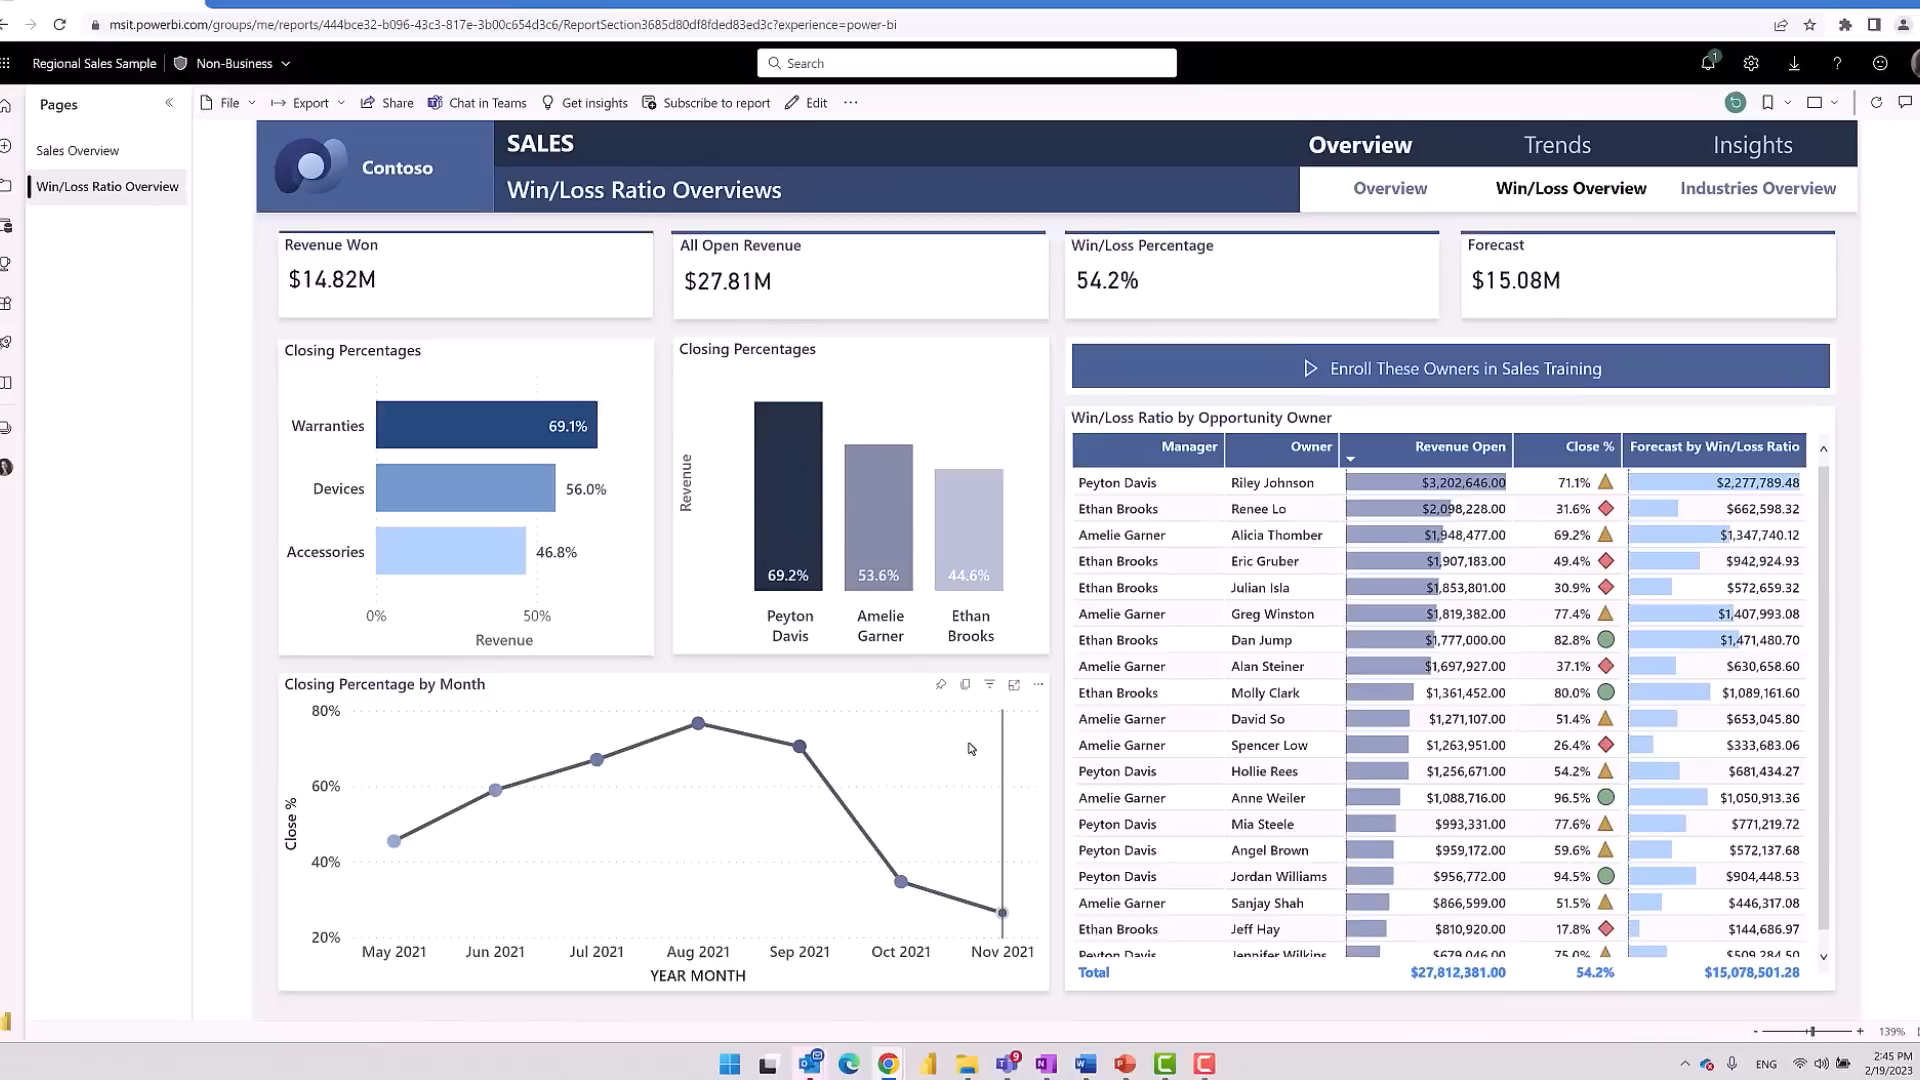 msit.powerbi.com/groups/me/reports/444bce32-b096-43c3-817e-3b00c654d3c6/ReportSection3685d80df8fded83ed3c?experience=power-bi
Regional Sales Sample
Non-Business
Search
1
Pages
File
Export
Share
Chat in Teams
Get insights
Subscribe to report
Edit
Sales Overview
Win/Loss Ratio Overview
Contoso
SALES
Win/Loss Ratio Overviews
Overview Trends Insights
Overview Win/Loss Overview Industries Overview
Revenue Won
$14.82M
All Open Revenue
$27.81M
Win/Loss Percentage
54.2%
Forecast
$15.08M
Closing Percentages
Warranties 69.1%
Devices 56.0%
Accessories 46.8%
0% 50%
Revenue
Closing Percentages
Revenue
69.2% 53.6% 44.6%
Peyton Davis
Amelie Garner
Ethan Brooks
Enroll These Owners in Sales Training
Win/Loss Ratio by Opportunity Owner
Manager Owner Revenue Open Close % Forecast by Win/Loss Ratio
Peyton Davis Riley Johnson $3,202,646.00 71.1% $2,277,789.48
Ethan Brooks Renee Lo $2,098,228.00 31.6% $662,598.32
Amelie Garner Alicia Thomber $1,948,477.00 69.2% $1,347,740.12
Ethan Brooks Eric Gruber $1,907,183.00 49.4% $942,924.93
Ethan Brooks Julian Isla $1,853,801.00 30.9% $572,659.32
Amelie Garner Greg Winston $1,819,382.00 77.4% $1,407,993.08
Ethan Brooks Dan Jump $1,777,000.00 82.8% $1,471,480.70
Amelie Garner Alan Steiner $1,697,927.00 37.1% $630,658.60
Ethan Brooks Molly Clark $1,361,452.00 80.0% $1,089,161.60
Amelie Garner David So $1,271,107.00 51.4% $653,045.80
Amelie Garner Spencer Low $1,263,951.00 26.4% $333,683.06
Peyton Davis Hollie Rees $1,256,671.00 54.2% $681,434.27
Amelie Garner Anne Weiler $1,088,716.00 96.5% $1,050,913.36
Peyton Davis Mia Steele $993,331.00 77.6% $771,219.72
Peyton Davis Angel Brown $959,172.00 59.6% $572,137.68
Peyton Davis Jordan Williams $956,772.00 94.5% $904,448.53
Amelie Garner Sanjay Shah $866,599.00 51.5% $446,317.08
Ethan Brooks Jeff Hay $810,920.00 17.8% $144,686.97
Peyton Davis Jennifer Wilkins $679,046.00 75.0% $509,284.50
Total $27,812,381.00 54.2% $15,078,501.28
Closing Percentage by Month
Close %
80%
60%
40%
20%
May 2021 Jun 2021 Jul 2021 Aug 2021 Sep 2021 Oct 2021 Nov 2021
YEAR MONTH
- + 139%
9
ENG
2:45 PM
2/19/2023